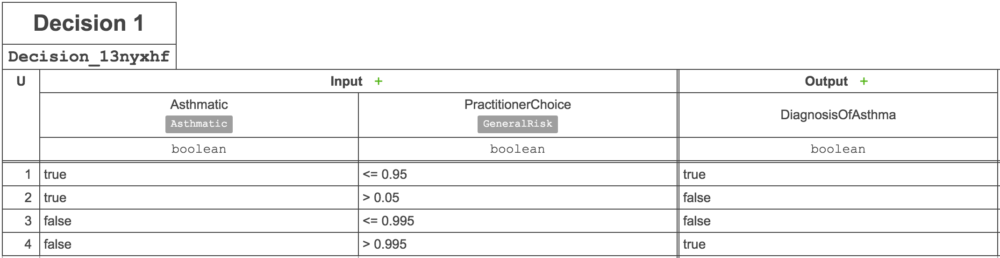 Decision 1
Decision_13nyxhf
U Input + Output +
Asthmatic PractitionerChoice DiagnosisOfAsthma
Asthmatic GeneralRisk
boolean boolean boolean
1 true <= 0.95 true
2 true > 0.05 false
3 false <= 0.995 false
4 false > 0.995 true